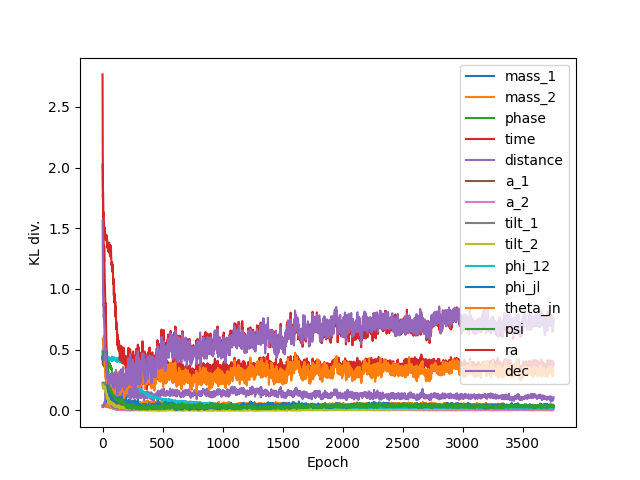 KL div.
2.5
2.0
1.5
1.0
0.5
0.0
0
500
1000
1500
2000
2500
3000
3500
Epoch
mass_1
mass_2
phase
time
distance
a_1
a_2
tilt_1
tilt_2
phi_12
phi_jl
theta_jn
psi
ra
dec